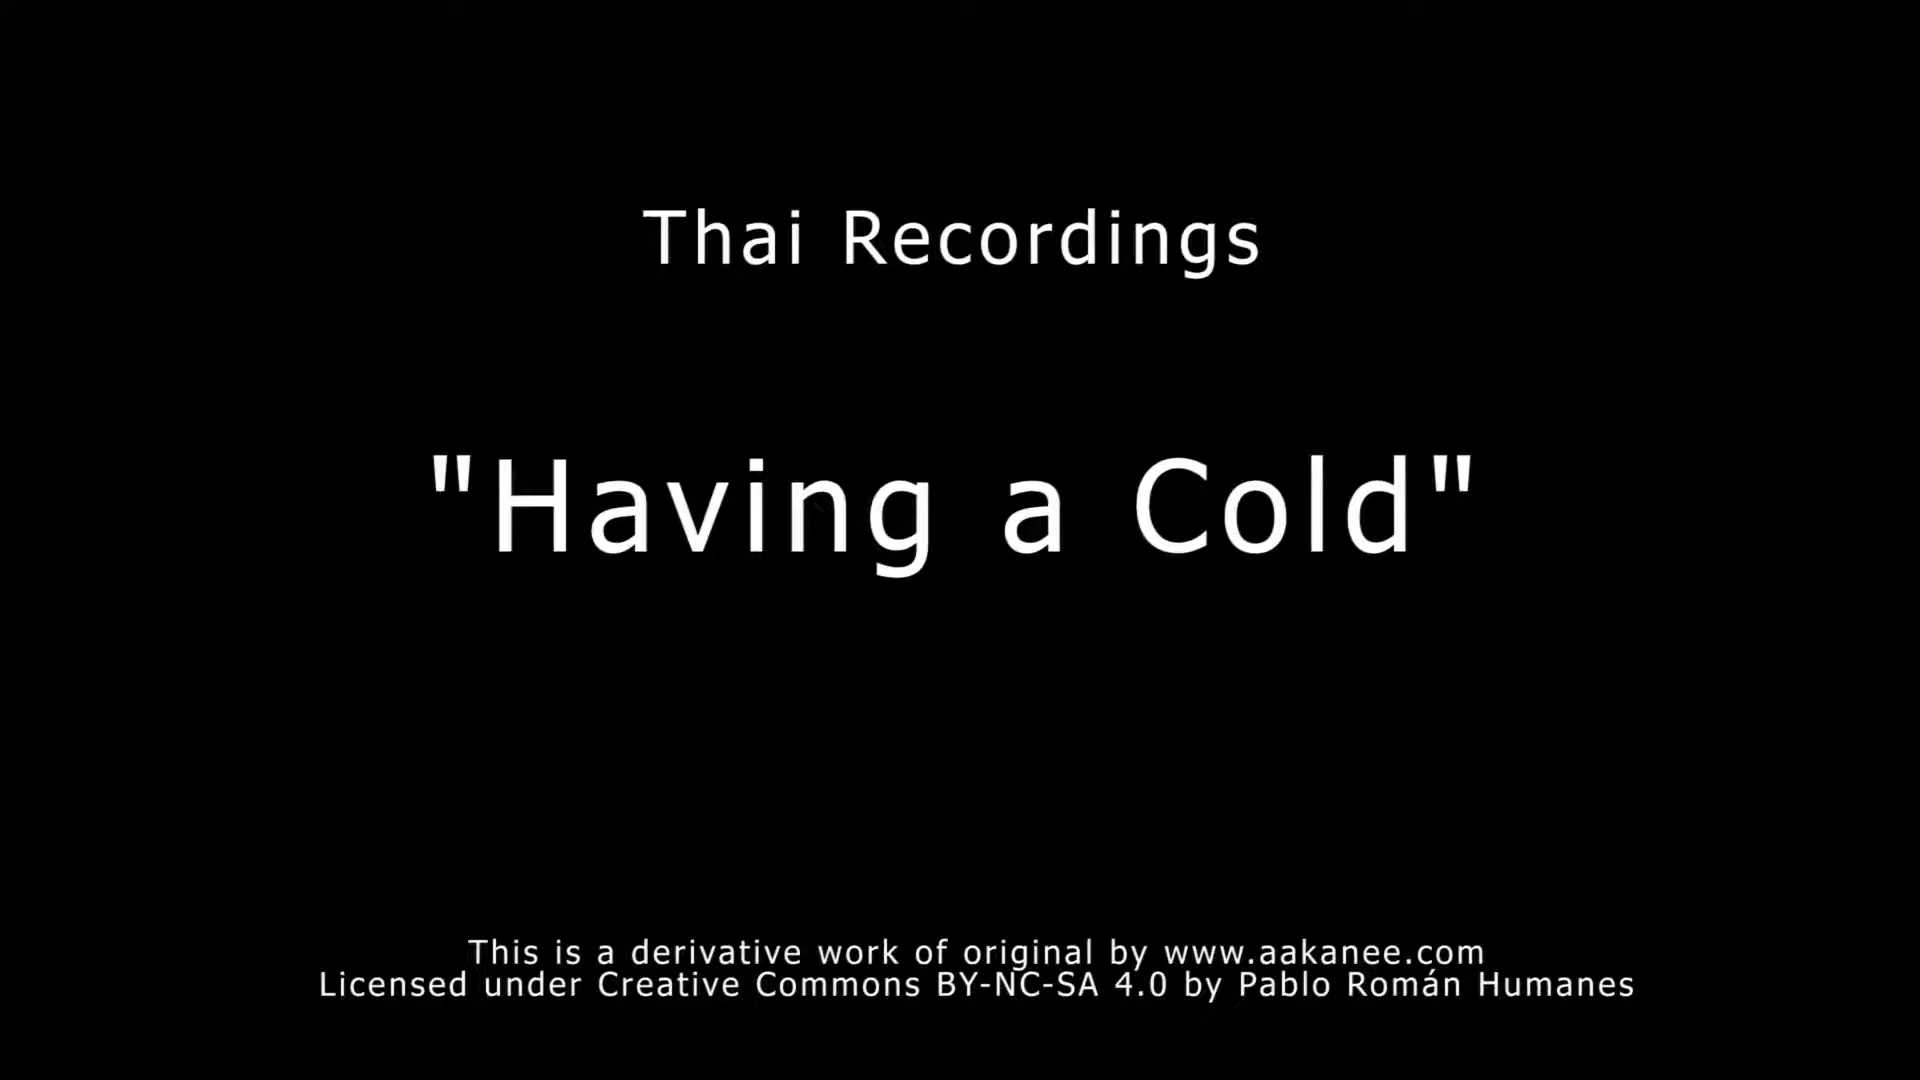 Thai Recordings
"Having a Cold"
This is a derivative work of original by www.aakanee.com
Licensed under Creative Commons BY-NC-SA 4.0 by Pablo Román Humanes